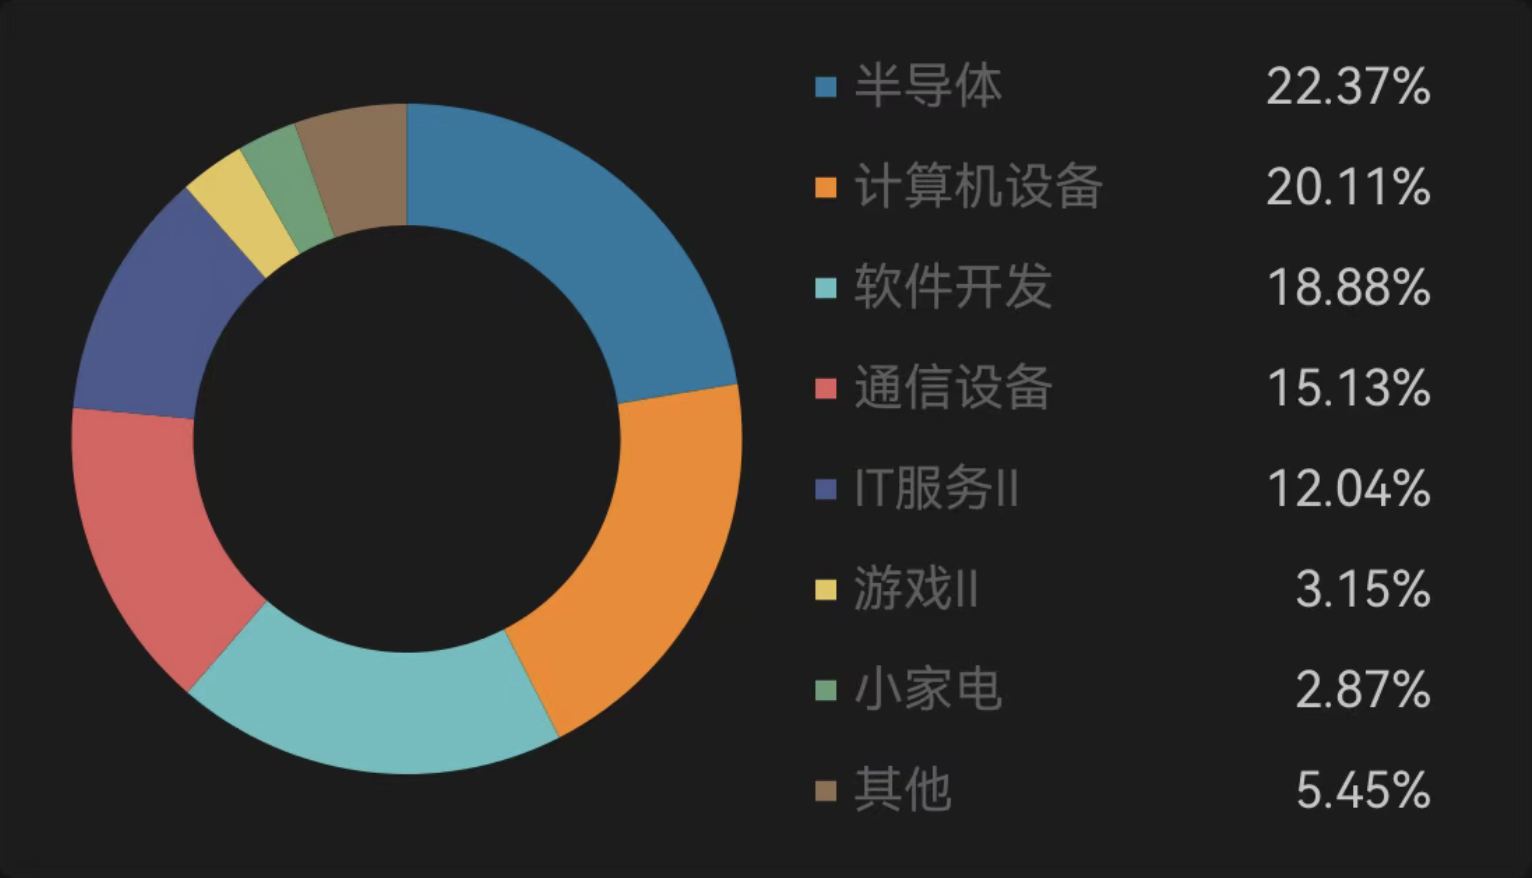 半导体 22.37%
计算机设备 20.11%
软件开发 18.88%
通信设备 15.13%
IT服务II 12.04%
游戏II 3.15%
小家电 2.87%
其他 5.45%